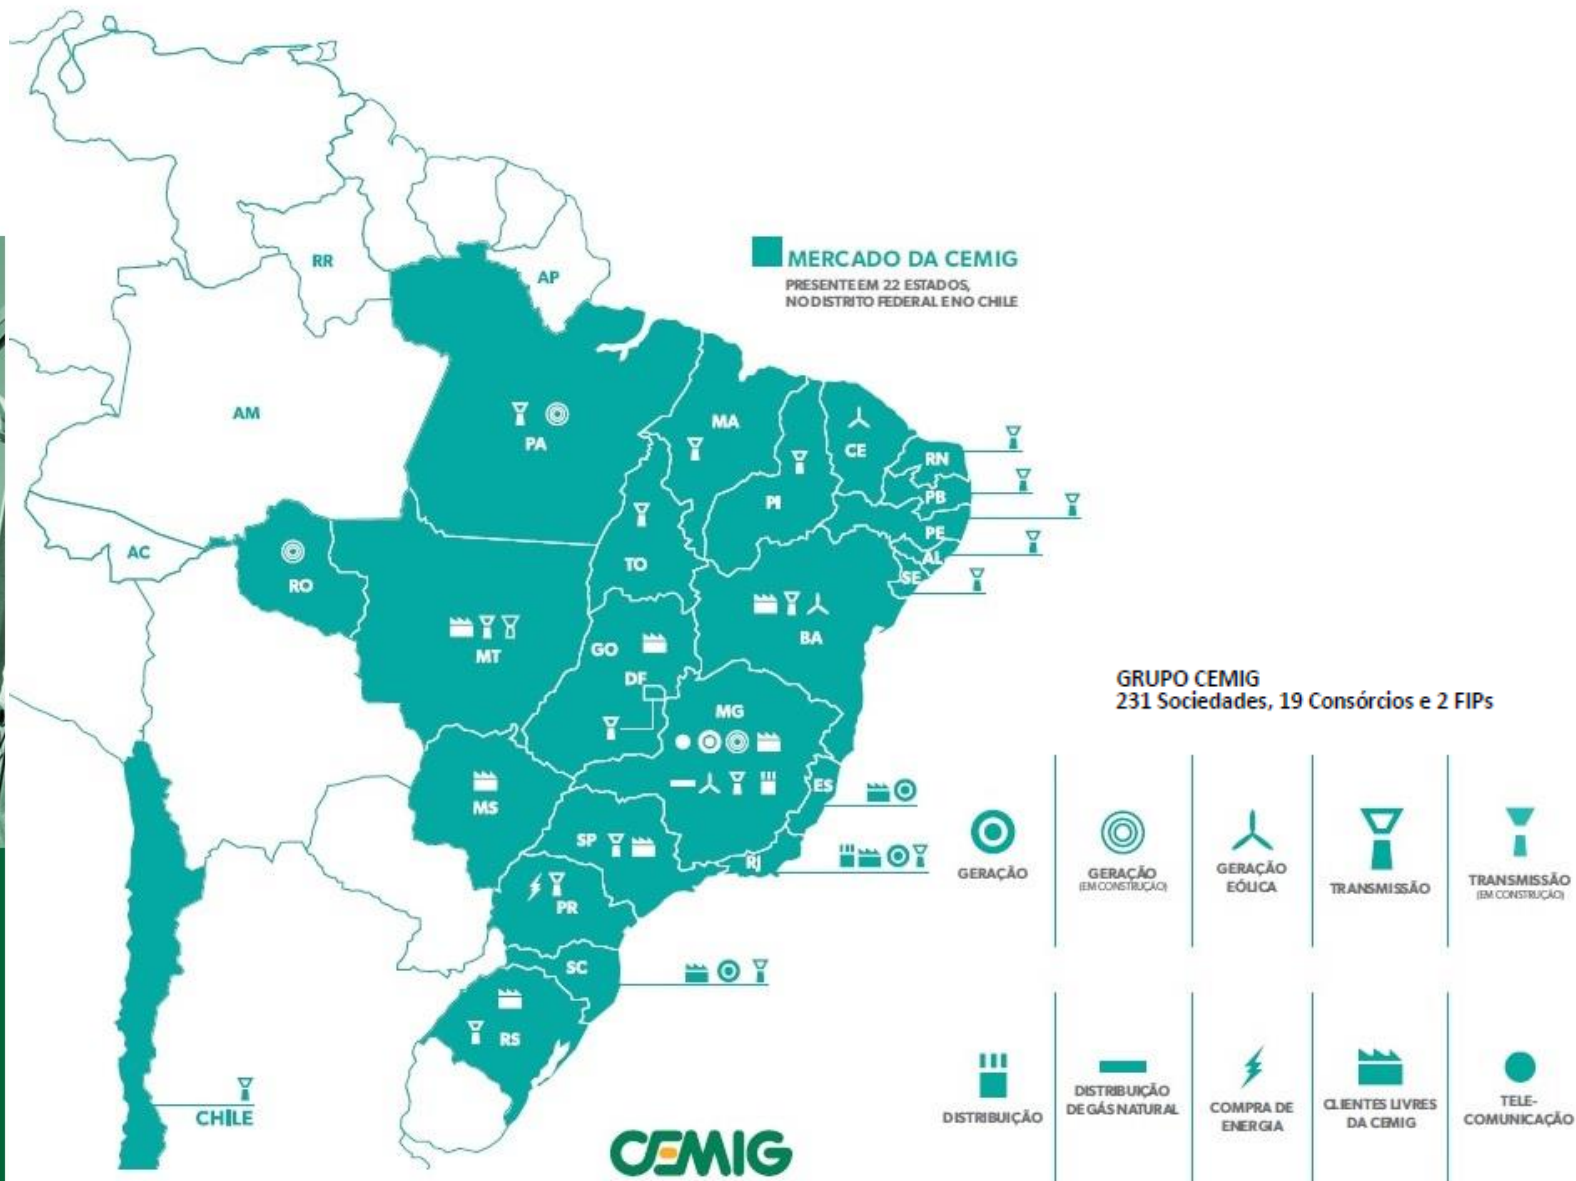 RR
AP
MERCADO DA CEMIG
PRESENTE EM 22 ESTADOS,
NO DISTRITO FEDERAL E NO CHILE
AM
PA
MA
CE
RN
PI
PB
PE
AC
AL
TO
SE
RO
BA
MT
GO
DF
MG
GRUPO CEMIG
231 Sociedades, 19 Consórcios e 2 FIPs
MS
ES
SP
RJ
PR
GERAÇÃO
GERAÇÃO
(EM CONSTRUÇÃO)
GERAÇÃO
EÓLICA
TRANSMISSÃO
TRANSMISSÃO
(EM CONSTRUÇÃO)
SC
RS
CHILE
DISTRIBUIÇÃO
DISTRIBUIÇÃO
DE GÁS NATURAL
COMPRA DE
ENERGIA
CLIENTES LIVRES
DA CEMIG
TELE-
COMUNICAÇÃO
CEMIG